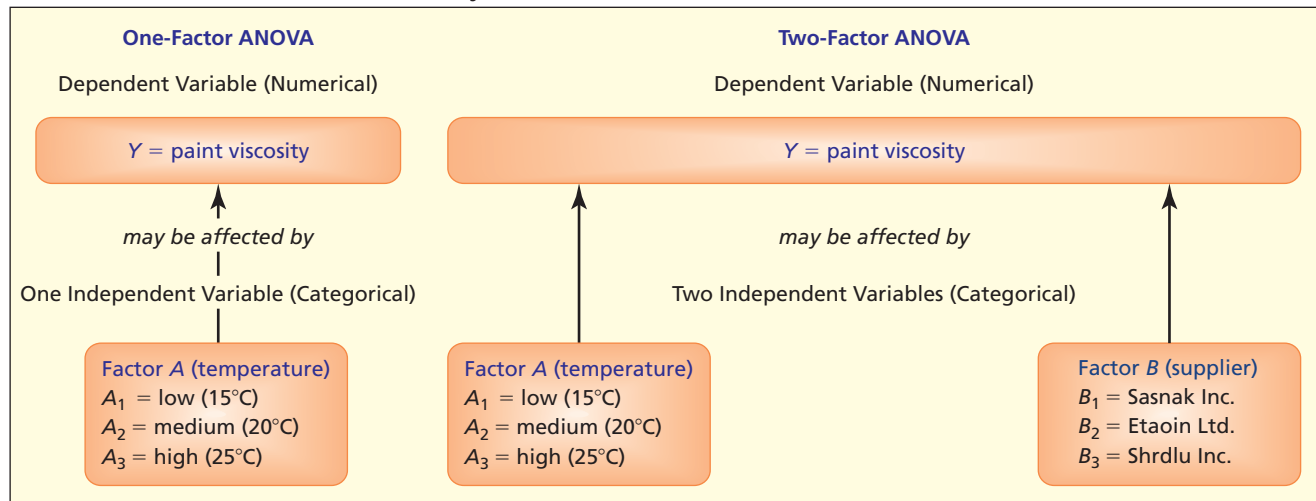 One-Factor ANOVA
Dependent Variable (Numerical)
Y = paint viscosity
may be affected by
One Independent Variable (Categorical)
Factor A (temperature)
A₁ = low (15°C)
A₂ = medium (20°C)
A₃ = high (25°C)
Two-Factor ANOVA
Dependent Variable (Numerical)
Y = paint viscosity
may be affected by
Two Independent Variables (Categorical)
Factor A (temperature)
A₁ = low (15°C)
A₂ = medium (20°C)
A₃ = high (25°C)
Factor B (supplier)
B₁ = Sasnak Inc.
B₂ = Etaoin Ltd.
B₃ = Shrdlu Inc.